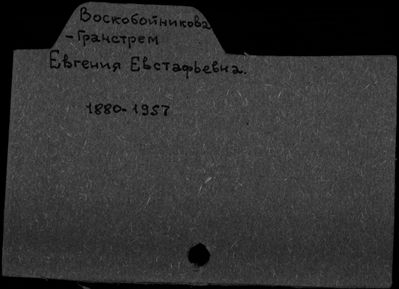 Воскобойникова
-Гранстрем
Евгения Евстафьевна.
1880-1957